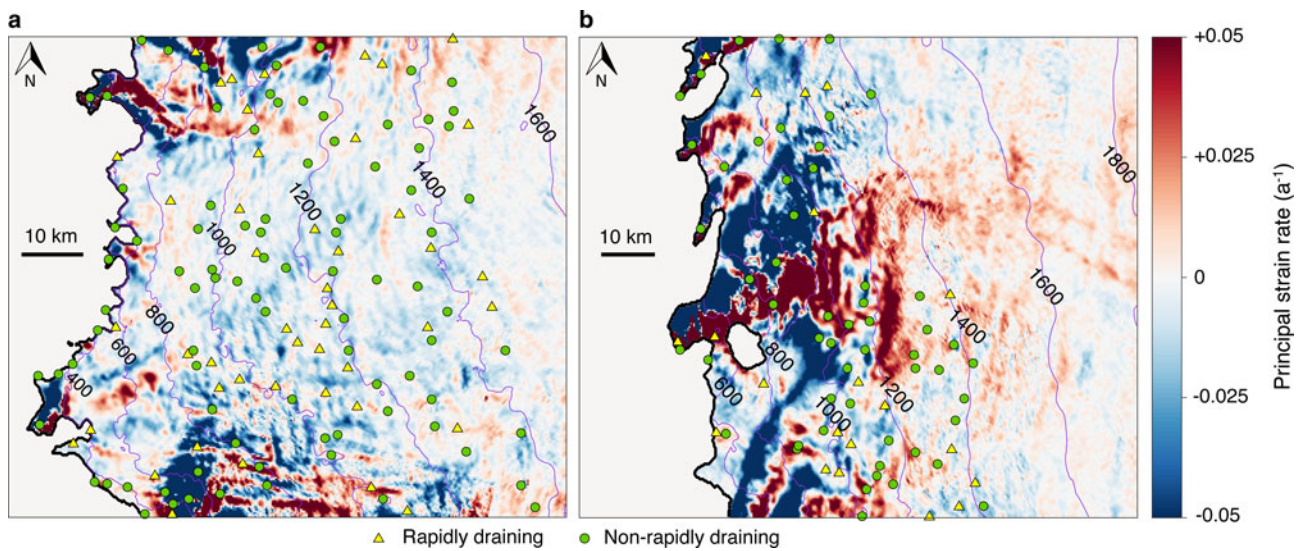 a
b
N
N
10 km
10 km
400
600
800
1000
1200
1400
1600
600
800
1000
1200
1400
1600
1800
+0.05
+0.025
0
-0.025
-0.05
Principal strain rate (a⁻¹)
Rapidly draining
Non-rapidly draining